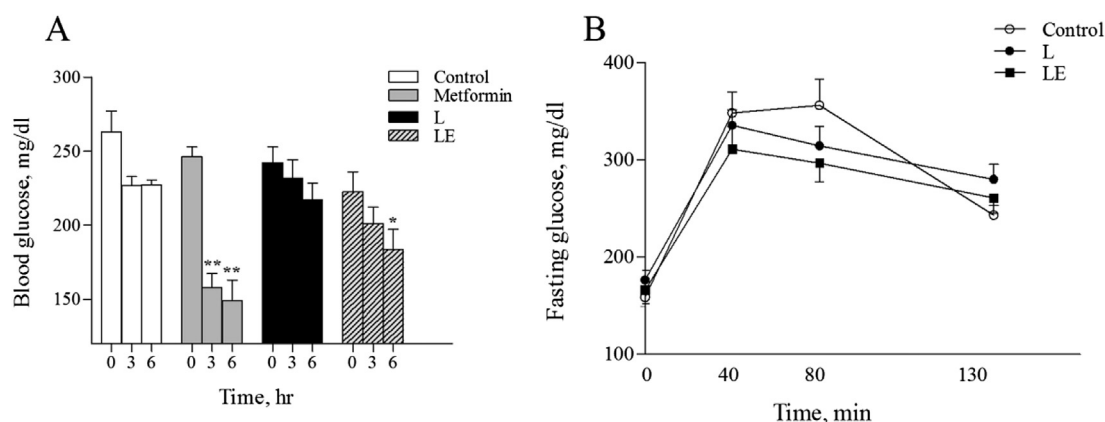 A
Blood glucose, mg/dl
300
250
200
150
** ** *
0 3 6 0 3 6 0 3 6 0 3 6
Time, hr
Control
Metformin
L
LE
B
Fasting glucose, mg/dl
400
300
200
100
0 40 80 130
Time, min
Control
L
LE